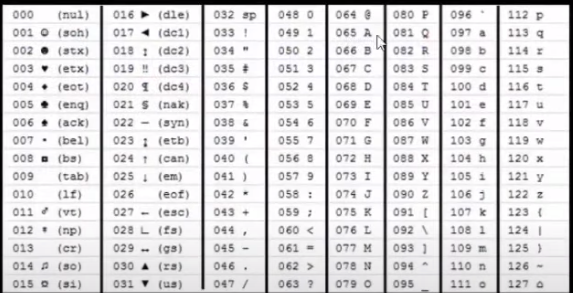 000 (nul) 016 ► (dle) 032 sp 048 0 064 @ 080 P 096 ` 112 p
001 ☺ (soh) 017 ◄ (dc1) 033 ! 049 1 065 A 081 Q 097 a 113 q
002 ☻ (stx) 018 ↕ (dc2) 034 " 050 2 066 B 082 R 098 b 114 r
003 ♥ (etx) 019 ‼ (dc3) 035 # 051 3 067 C 083 S 099 c 115 s
004 ♦ (eot) 020 ¶ (dc4) 036 $ 052 4 068 D 084 T 100 d 116 t
005 ♣ (enq) 021 § (nak) 037 % 053 5 069 E 085 U 101 e 117 u
006 ♠ (ack) 022 — (syn) 038 & 054 6 070 F 086 V 102 f 118 v
007 • (bel) 023 ↨ (etb) 039 ' 055 7 071 G 087 W 103 g 119 w
008 ◘ (bs) 024 ↑ (can) 040 ( 056 8 072 H 088 X 104 h 120 x
009 (tab) 025 ↓ (em) 041 ) 057 9 073 I 089 Y 105 i 121 y
010 (lf) 026 (eof) 042 * 058 : 074 J 090 Z 106 j 122 z
011 ♂ (vt) 027 ← (esc) 043 + 059 ; 075 K 091 [ 107 k 123 {
012 ♀ (np) 028 ∟ (fs) 044 , 060 < 076 L 092 \ 108 l 124 |
013 (cr) 029 ↔ (gs) 045 - 061 = 077 M 093 ] 109 m 125 }
014 ♫ (so) 030 ▲ (rs) 046 . 062 > 078 N 094 ^ 110 n 126 ~
015 ☼ (si) 031 ▼ (us) 047 / 063 ? 079 O 095 _ 111 o 127 ⌂